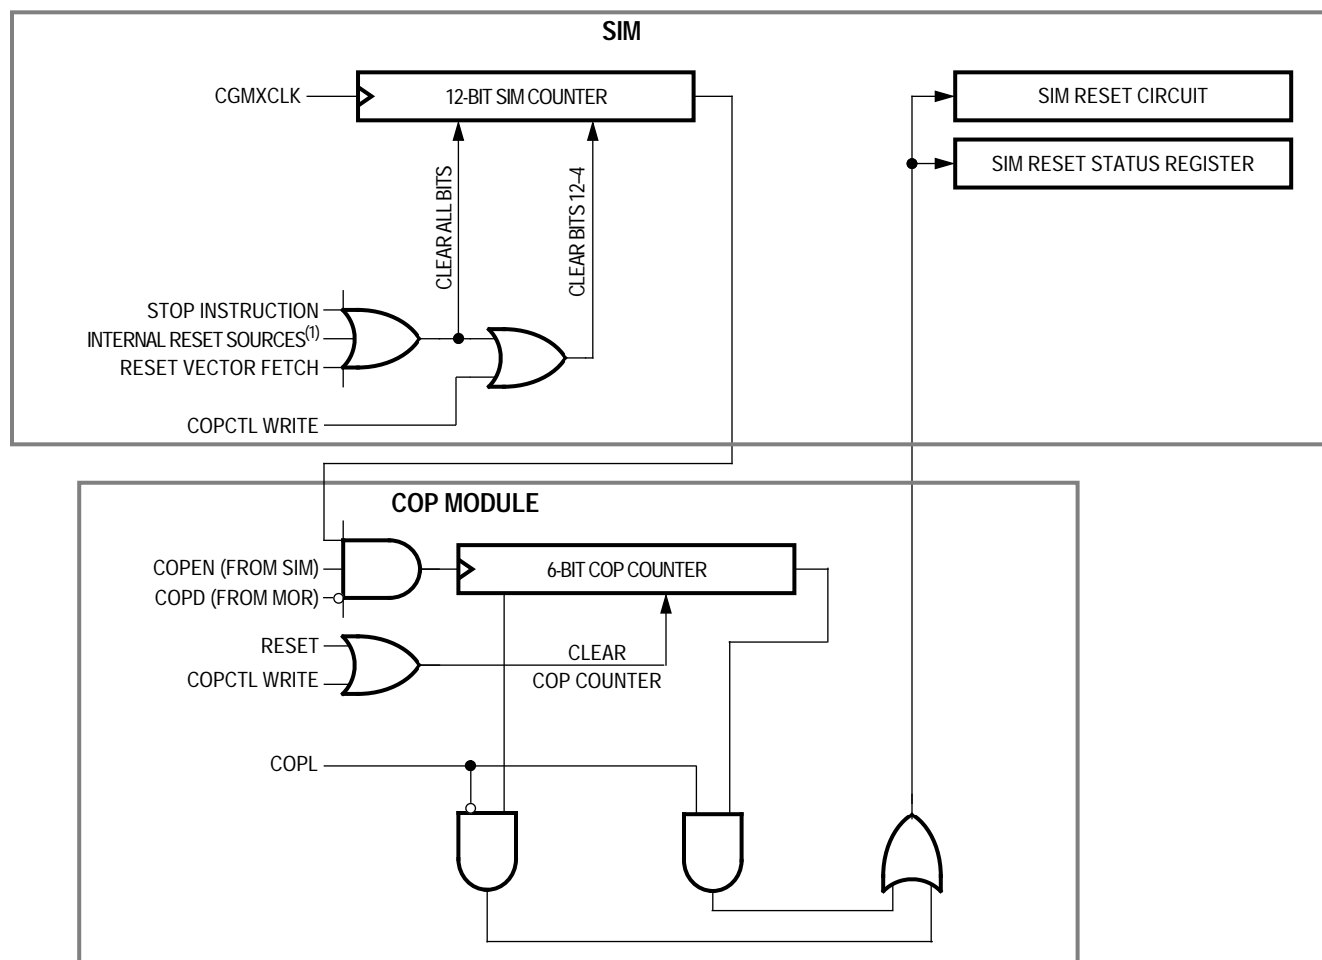 SIM
CGMXCLK
12-BIT SIM COUNTER
SIM RESET CIRCUIT
SIM RESET STATUS REGISTER
CLEAR ALL BITS
CLEAR BITS 12–4
STOP INSTRUCTION
INTERNAL RESET SOURCES(1)
RESET VECTOR FETCH
COPCTL WRITE
COP MODULE
COPEN (FROM SIM)
COPD (FROM MOR)
6-BIT COP COUNTER
RESET
COPCTL WRITE
CLEAR
COP COUNTER
COPL